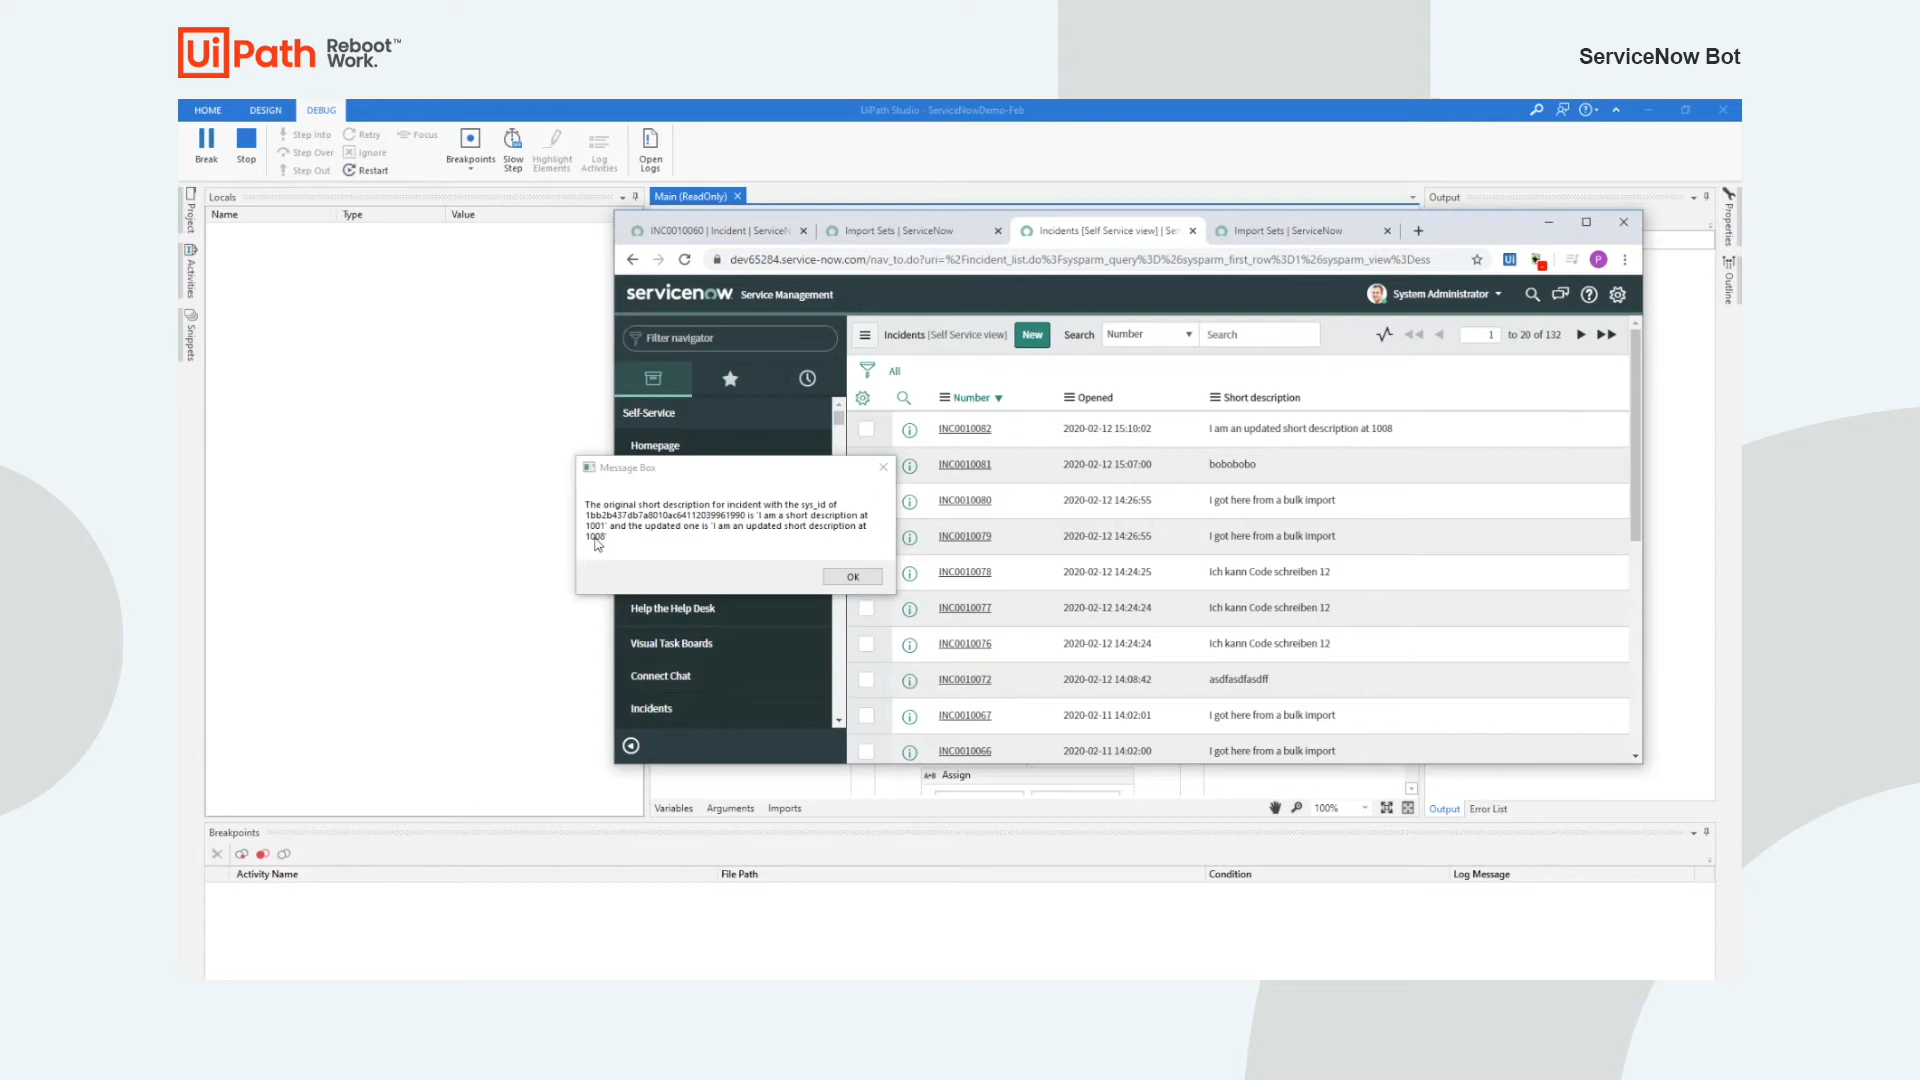 UiPath Reboot Work.™
ServiceNow Bot
HOME DESIGN DEBUG
UiPath Studio - ServiceNowDemo-Feb
Break
Stop
Step Into
Step Over
Step Out
Retry
Ignore
Restart
Focus
Breakpoints
Slow Step
Highlight Elements
Log Activities
Open Logs
Project
Activities
Snippets
Locals
Name Type Value
Main (ReadOnly)
Output
Properties
Outline
INC0010060 | Incident | ServiceN
Import Sets | ServiceNow
Incidents [Self Service view] | Ser
Import Sets | ServiceNow
dev65284.service-now.com/nav_to.do?uri=%2Fincident_list.do%3Fsysparm_query%3D%26sysparm_first_row%3D1%26sysparm_view%3Dess
servicenow Service Management
System Administrator
Filter navigator
Self-Service
Homepage
Help the Help Desk
Visual Task Boards
Connect Chat
Incidents
Incidents [Self Service view] New Search Number Search 1 to 20 of 132
All
Number Opened Short description
INC0010082 2020-02-12 15:10:02 I am an updated short description at 1008
INC0010081 2020-02-12 15:07:00 bobobobo
INC0010080 2020-02-12 14:26:55 I got here from a bulk import
INC0010079 2020-02-12 14:26:55 I got here from a bulk import
INC0010078 2020-02-12 14:24:25 Ich kann Code schreiben 12
INC0010077 2020-02-12 14:24:24 Ich kann Code schreiben 12
INC0010076 2020-02-12 14:24:24 Ich kann Code schreiben 12
INC0010072 2020-02-12 14:08:42 asdfasdfasdff
INC0010067 2020-02-11 14:02:01 I got here from a bulk import
INC0010066 2020-02-11 14:02:00 I got here from a bulk import
Message Box
The original short description for incident with the sys_id of
1bb2b437db7a8010ac64112039961990 is 'I am a short description at
1001' and the updated one is 'I am an updated short description at
1008'
OK
A+B Assign
Variables Arguments Imports
100%
Output Error List
Breakpoints
Activity Name File Path Condition Log Message